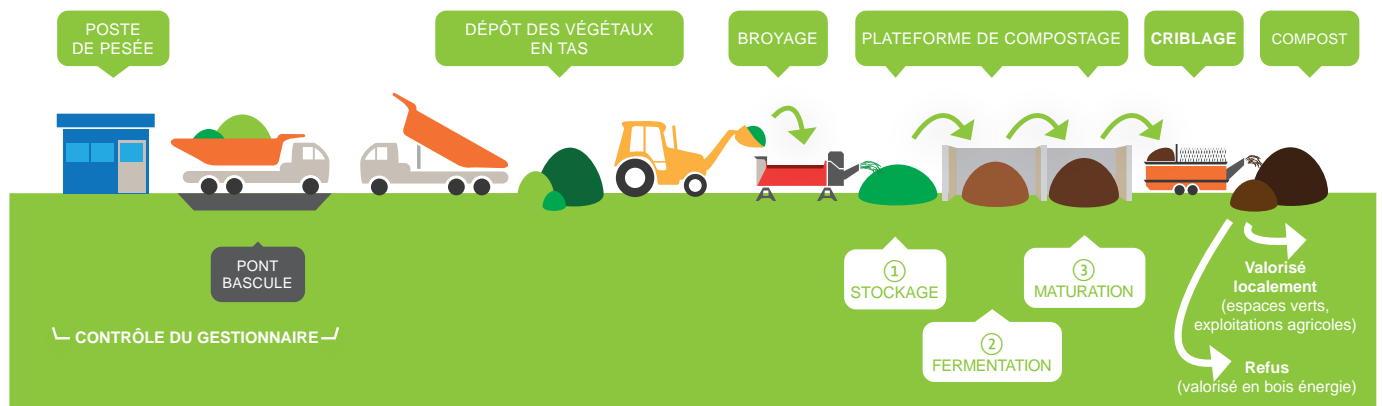 POSTE
DE PESÉE
DÉPÔT DES VÉGÉTAUX
EN TAS
BROYAGE
PLATEFORME DE COMPOSTAGE
CRIBLAGE
COMPOST
PONT
BASCULE
CONTRÔLE DU GESTIONNAIRE
1
STOCKAGE
2
FERMENTATION
3
MATURATION
Valorisé
localement
(espaces verts,
exploitations agricoles)
Refus
(valorisé en bois énergie)